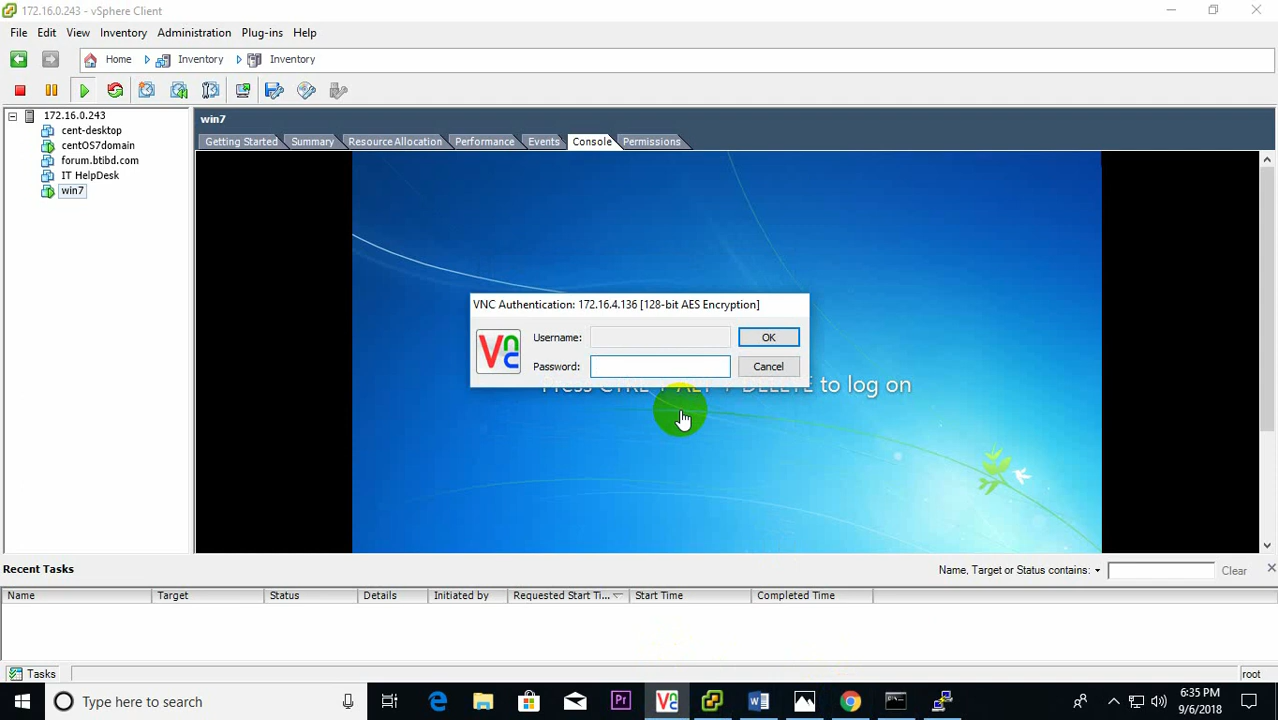 172.16.0.243 - vSphere Client
File Edit View Inventory Administration Plug-ins Help
Home Inventory Inventory
172.16.0.243
cent-desktop
centOS7domain
forum.btibd.com
IT HelpDesk
win7
win7
Getting Started Summary Resource Allocation Performance Events Console Permissions
VNC Authentication: 172.16.4.136 [128-bit AES Encryption]
Username: OK
Password: Cancel
Press CTRL + ALT + DELETE to log on
Recent Tasks Name, Target or Status contains: Clear
Name Target Status Details Initiated by Requested Start Ti... Start Time Completed Time
Tasks root
Type here to search
6:35 PM
9/6/2018